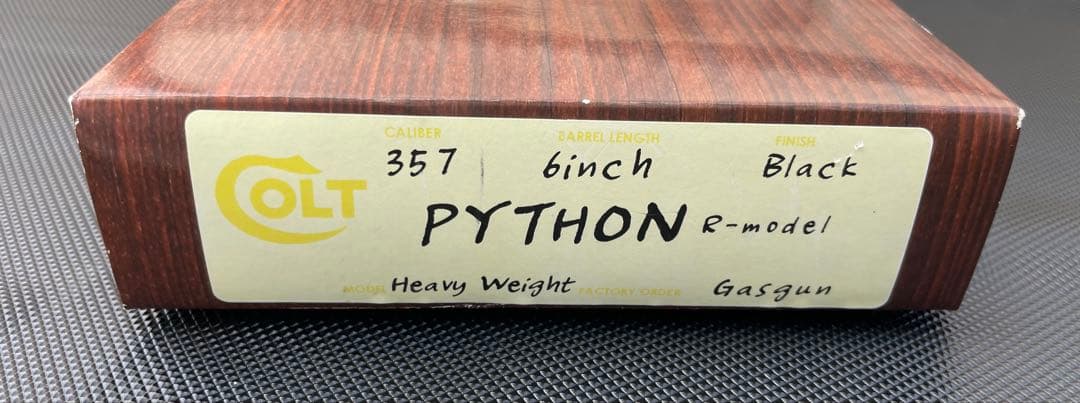 CALIBER BARREL LENGTH FINISH
357 6inch Black
COLT
PYTHON R-model
MODEL Heavy Weight FACTORY ORDER Gasgun